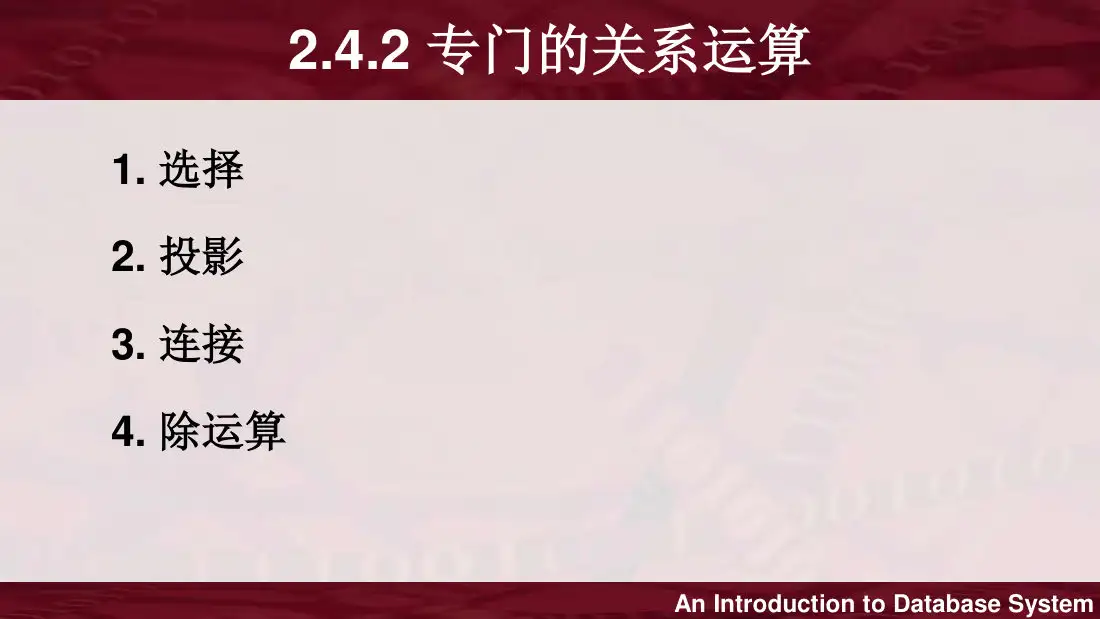 2.4.2 专门的关系运算
1. 选择
2. 投影
3. 连接
4. 除运算
An Introduction to Database System